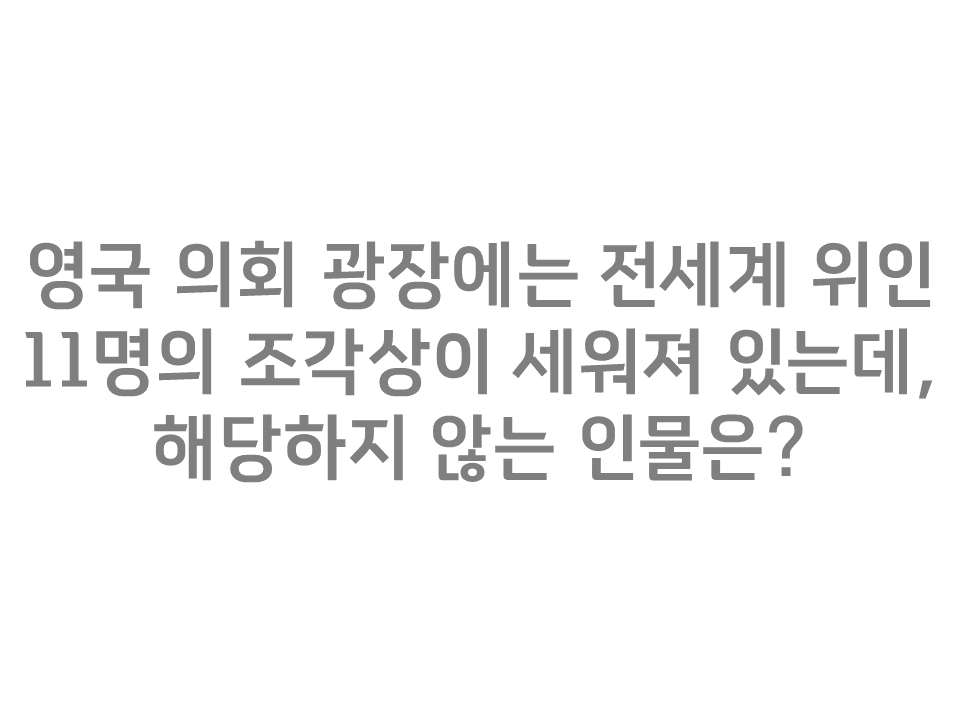 영국 의회 광장에는 전세계 위인
11명의 조각상이 세워져 있는데,
해당하지 않는 인물은?